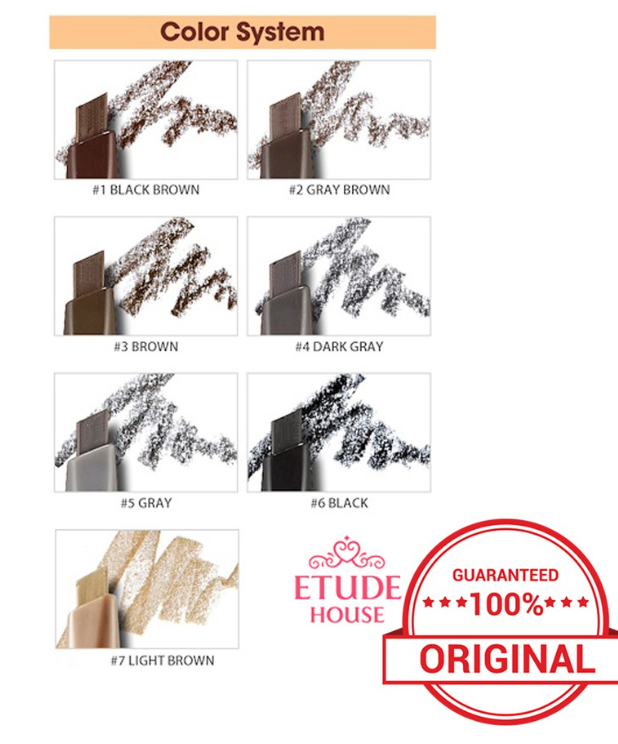 Color System
#1 BLACK BROWN
#2 GRAY BROWN
#3 BROWN
#4 DARK GRAY
#5 GRAY
#6 BLACK
#7 LIGHT BROWN
ETUDE
HOUSE
GUARANTEED
100%
ORIGINAL